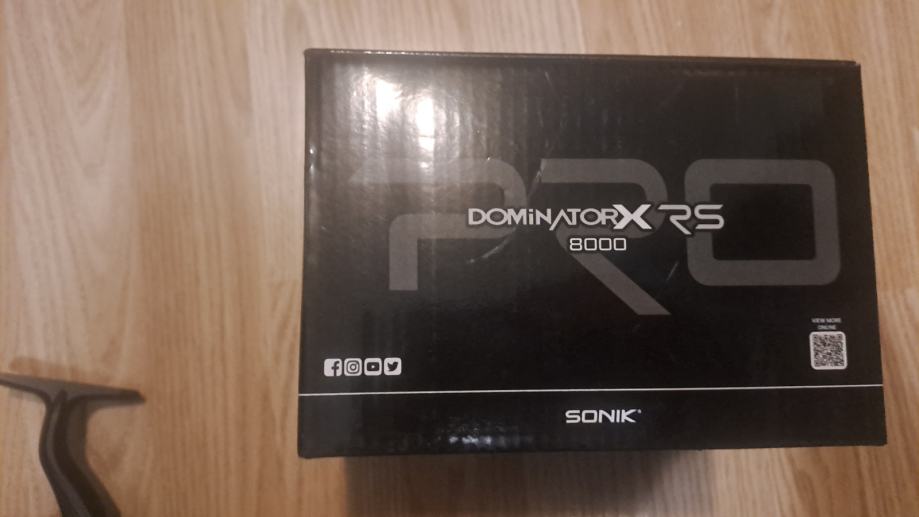 PRO
DOMiNATORX RS
8000
VIEW MORE
ONLINE
SONIK